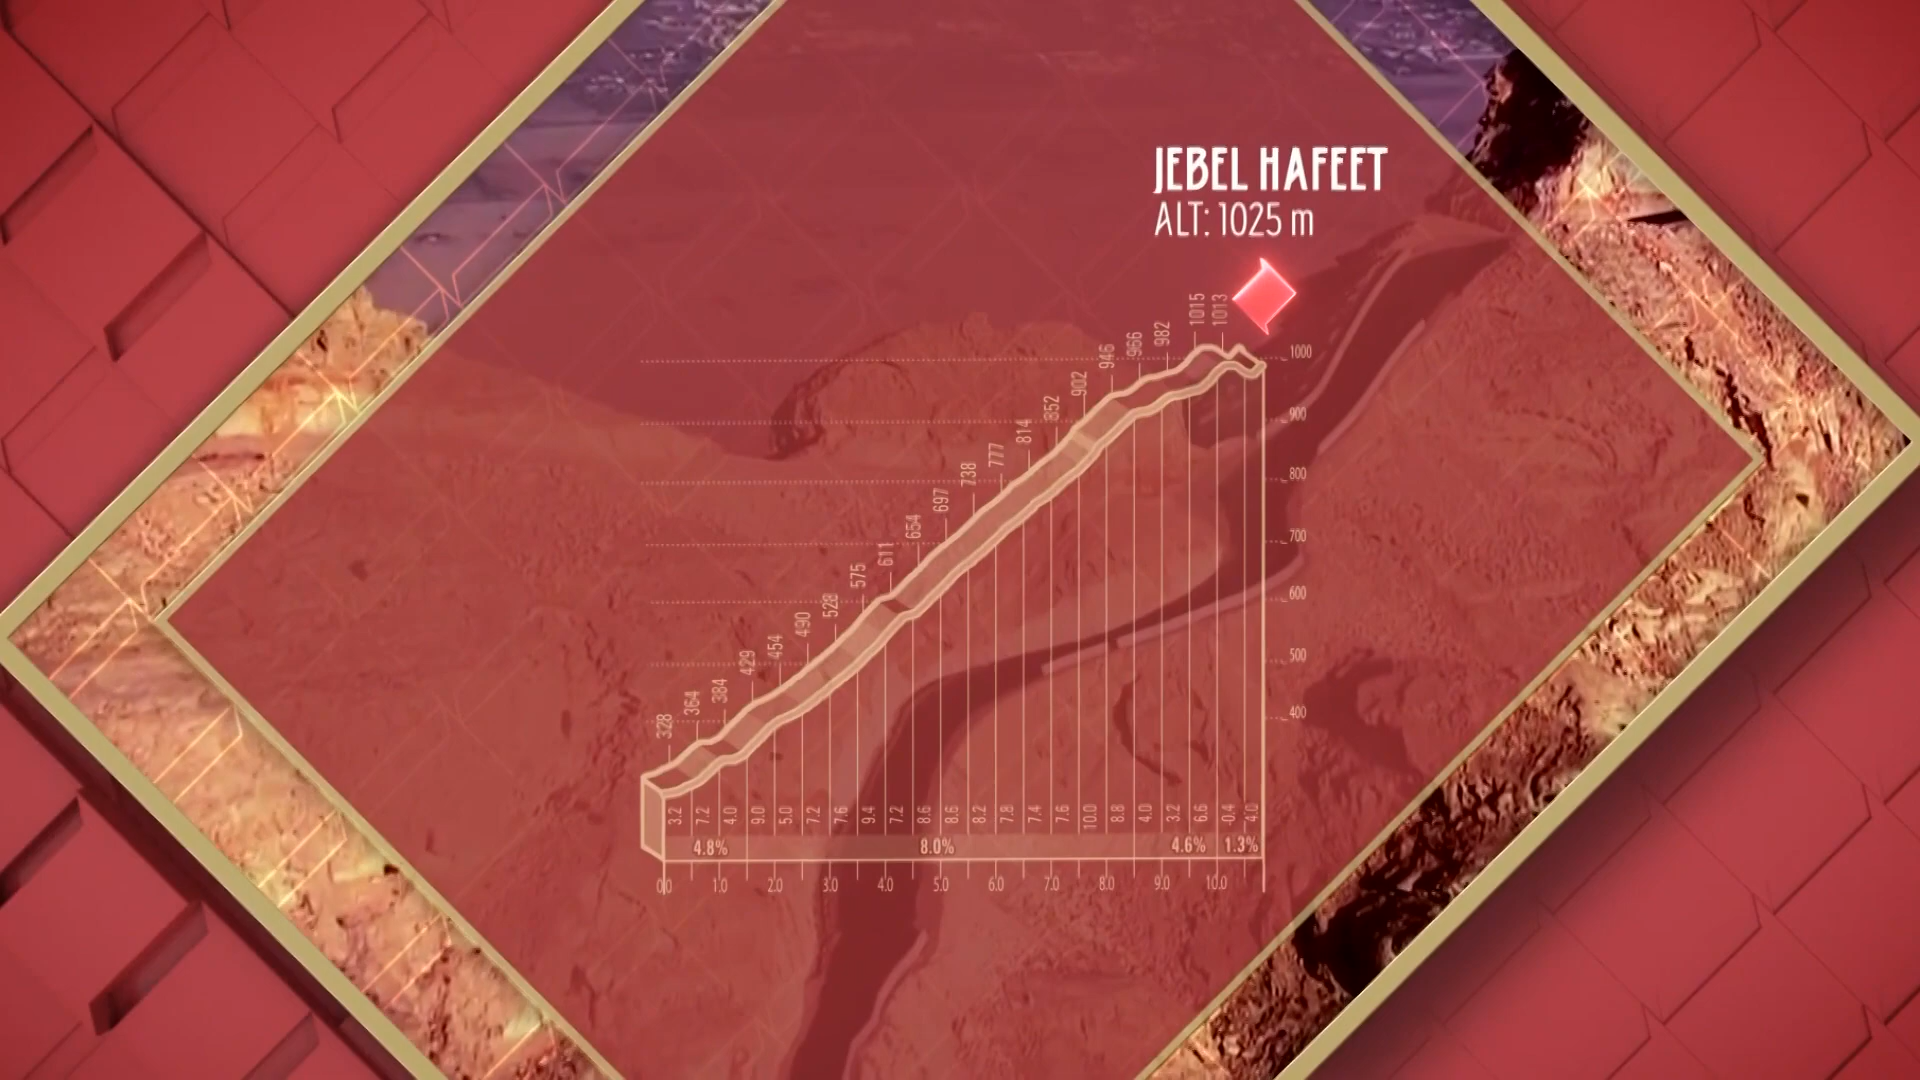 JEBEL HAFEET
ALT: 1025 m
328 364 384 429 454 490 528 575 611 654 697 738 777 814 852 902 946 966 982 1015 1013
1000
900
800
700
600
500
400
3.2 7.2 4.0 9.0 5.0 7.2 7.6 9.4 7.2 8.6 8.6 8.2 7.8 7.4 7.6 10.0 8.8 4.0 3.2 6.6 -0.4 4.0
4.8% 8.0% 4.6% 1.3%
0.0 1.0 2.0 3.0 4.0 5.0 6.0 7.0 8.0 9.0 10.0